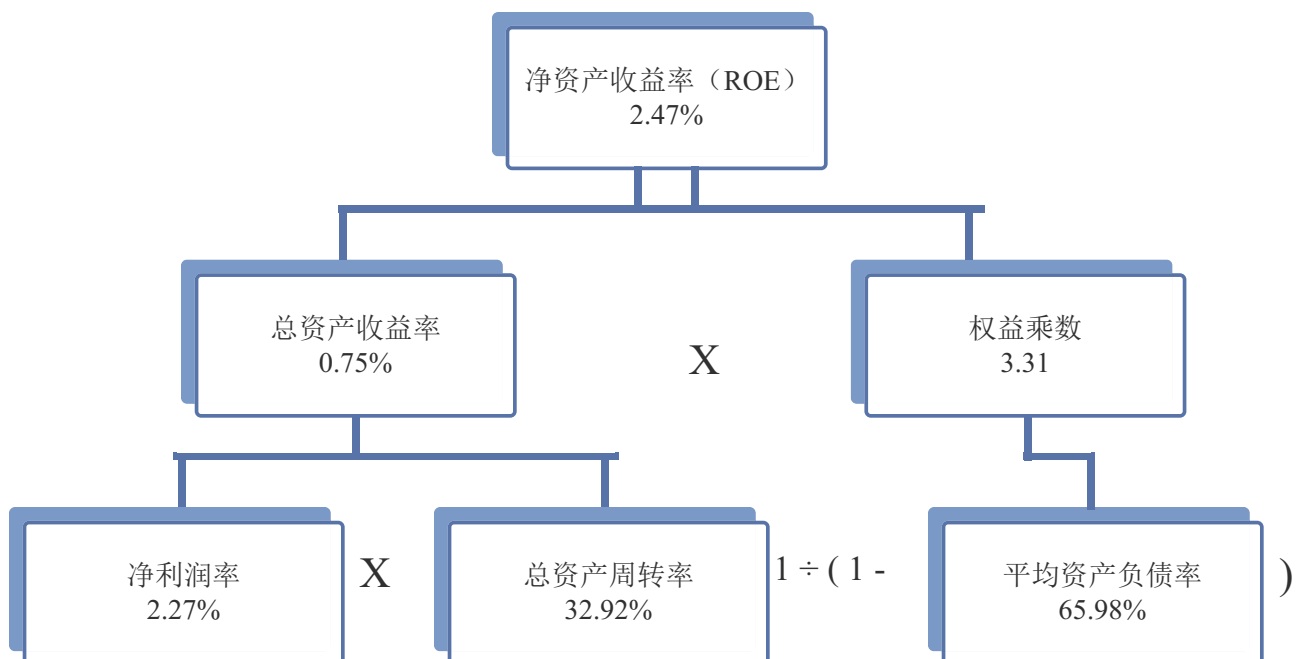 净资产收益率（ROE）
2.47%
总资产收益率
0.75%
X
权益乘数
3.31
净利润率
2.27%
X
总资产周转率
32.92%
1 ÷ ( 1 -
平均资产负债率
65.98%
)